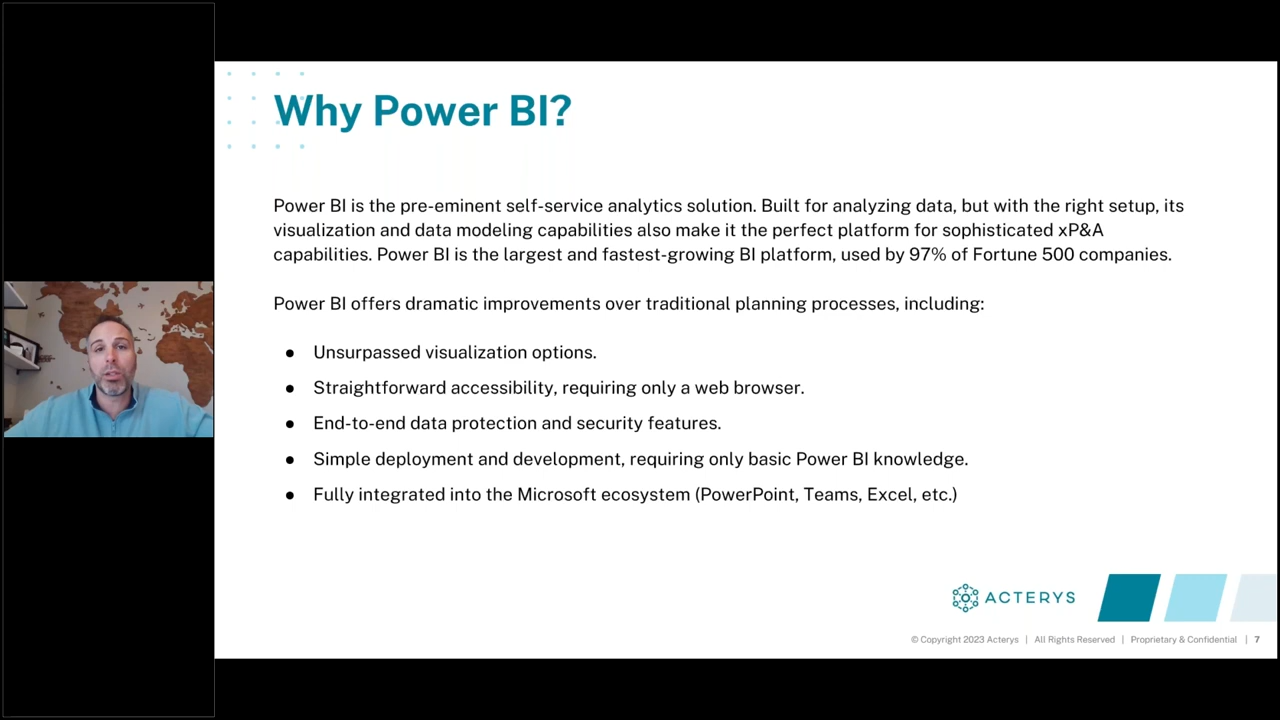 Why Power BI?
Power BI is the pre-eminent self-service analytics solution. Built for analyzing data, but with the right setup, its
visualization and data modeling capabilities also make it the perfect platform for sophisticated xP&A
capabilities. Power BI is the largest and fastest-growing BI platform, used by 97% of Fortune 500 companies.
Power BI offers dramatic improvements over traditional planning processes, including:
● Unsurpassed visualization options.
● Straightforward accessibility, requiring only a web browser.
● End-to-end data protection and security features.
● Simple deployment and development, requiring only basic Power BI knowledge.
● Fully integrated into the Microsoft ecosystem (PowerPoint, Teams, Excel, etc.)
ACTERYS
© Copyright 2023 Acterys | All Rights Reserved | Proprietary & Confidential | 7